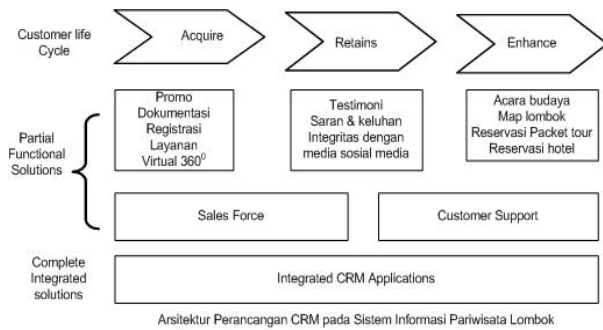 Customer life
Cycle
Acquire
Retains
Enhance
Partial
Functional
Solutions
Promo
Dokumentasi
Registrasi
Layanan
Virtual 360⁰
Testimoni
Saran & keluhan
Integritas dengan
media sosial media
Acara budaya
Map lombok
Reservasi Packet tour
Reservasi hotel
Sales Force
Customer Support
Complete
Integrated
solutions
Integrated CRM Applications
Arsitektur Perancangan CRM pada Sistem Informasi Pariwisata Lombok